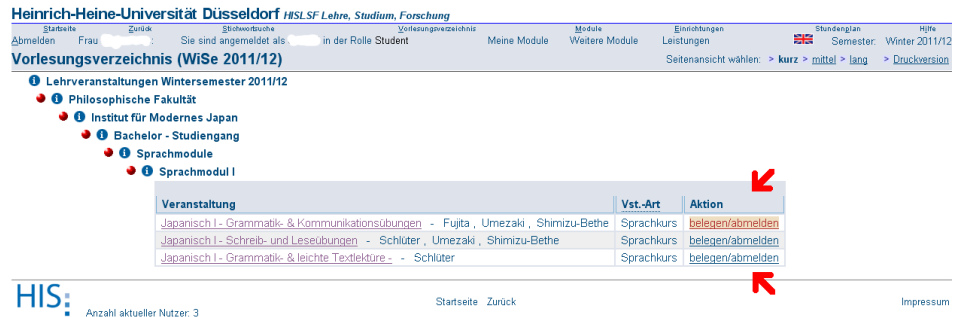 Heinrich-Heine-Universität Düsseldorf HISLSF Lehre, Studium, Forschung
Startseite Zurück Stichwortsuche Vorlesungsverzeichnis Module Einrichtungen Stundenplan Hilfe
Abmelden Frau : Sie sind angemeldet als in der Rolle Student Meine Module Weitere Module Leistungen Semester: Winter 2011/12
Vorlesungsverzeichnis (WiSe 2011/12) Seitenansicht wählen: > kurz > mittel > lang > Druckversion
Lehrveranstaltungen Wintersemester 2011/12
Philosophische Fakultät
Institut für Modernes Japan
Bachelor - Studiengang
Sprachmodule
Sprachmodul I
Veranstaltung Vst.-Art Aktion
Japanisch I - Grammatik- & Kommunikationsübungen - Fujita , Umezaki , Shimizu-Bethe Sprachkurs belegen/abmelden
Japanisch I - Schreib- und Leseübungen - Schlüter , Umezaki , Shimizu-Bethe Sprachkurs belegen/abmelden
Japanisch I - Grammatik- & leichte Textlektüre - - Schlüter Sprachkurs belegen/abmelden
HIS: Anzahl aktueller Nutzer: 3 Startseite Zurück Impressum